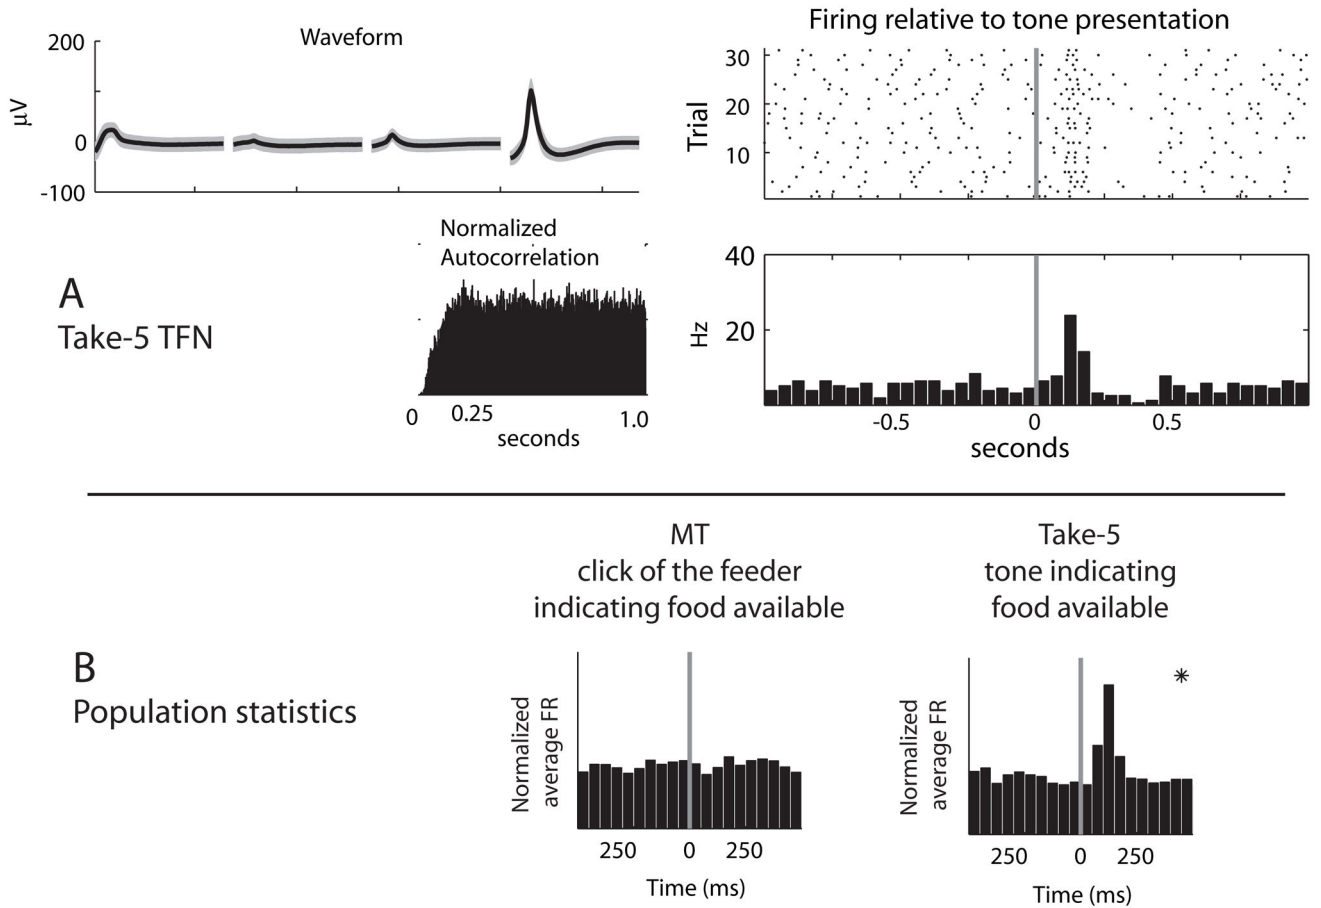 Waveform
200
μV
0
-100
Firing relative to tone presentation
Trial
30
20
10
A
Take-5 TFN
Normalized
Autocorrelation
0
0.25
1.0
seconds
Hz
40
20
-0.5
0
0.5
seconds
MT
click of the feeder
indicating food available
Take-5
tone indicating
food available
B
Population statistics
Normalized
average FR
250
0
250
Time (ms)
Normalized
average FR
*
250
0
250
Time (ms)